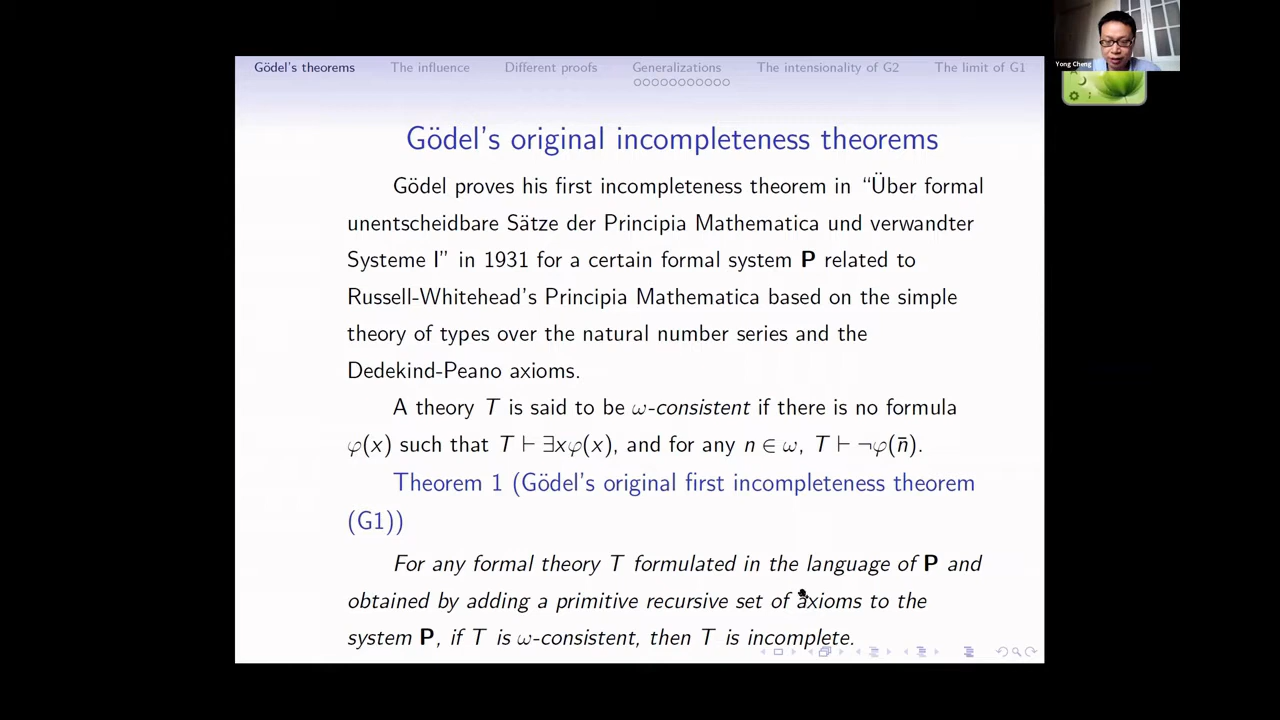 Yong Cheng
Gödel's theorems The influence Different proofs Generalizations The intensionality of G2 The limit of G1
Gödel's original incompleteness theorems
Gödel proves his first incompleteness theorem in “Über formal
unentscheidbare Sätze der Principia Mathematica und verwandter
Systeme I” in 1931 for a certain formal system P related to
Russell-Whitehead's Principia Mathematica based on the simple
theory of types over the natural number series and the
Dedekind-Peano axioms.
A theory T is said to be ω-consistent if there is no formula
φ(x) such that T ⊢ ∃xφ(x), and for any n ∈ ω, T ⊢ ¬φ(n̄).
Theorem 1 (Gödel's original first incompleteness theorem
(G1))
For any formal theory T formulated in the language of P and
obtained by adding a primitive recursive set of axioms to the
system P, if T is ω-consistent, then T is incomplete.